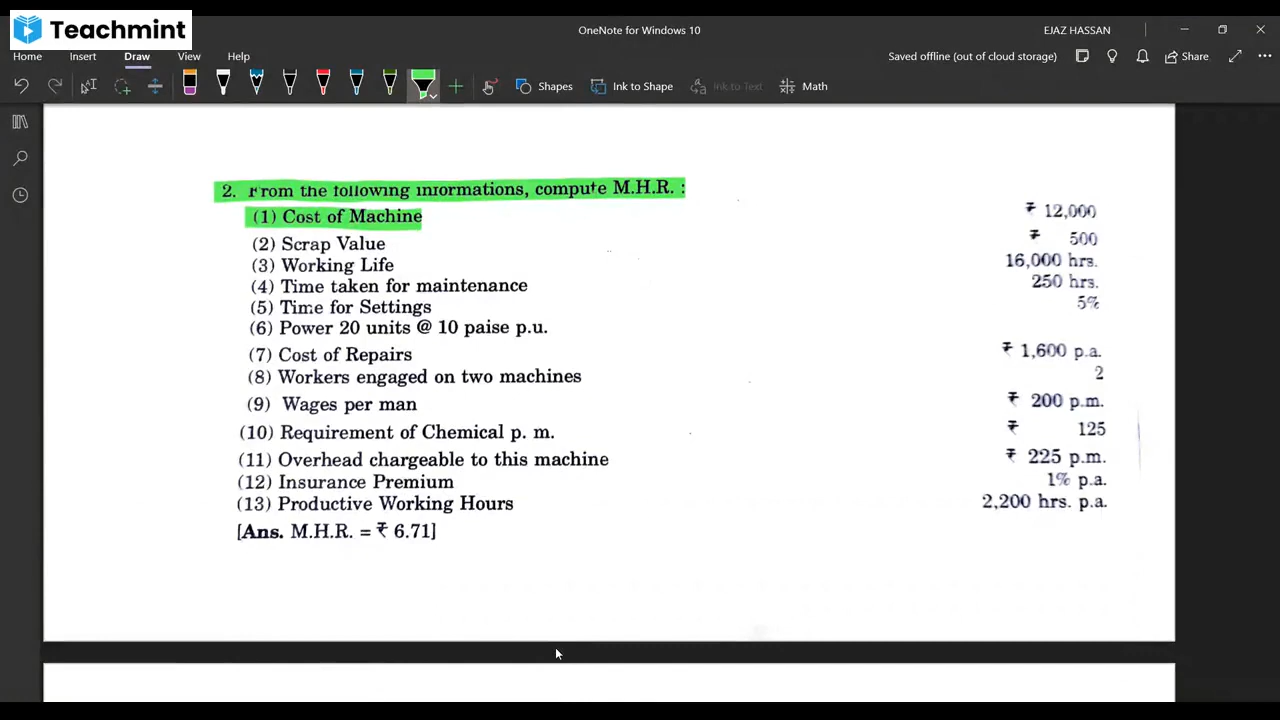 Teachmint
OneNote for Windows 10
EJAZ HASSAN
Home Insert Draw View Help
Saved offline (out of cloud storage)
Share
Shapes
Ink to Shape
Ink to Text
Math
2. From the following informations, compute M.H.R. :
(1) Cost of Machine ₹ 12,000
(2) Scrap Value ₹ 500
(3) Working Life 16,000 hrs.
(4) Time taken for maintenance 250 hrs.
(5) Time for Settings 5%
(6) Power 20 units @ 10 paise p.u.
(7) Cost of Repairs ₹ 1,600 p.a.
(8) Workers engaged on two machines 2
(9) Wages per man ₹ 200 p.m.
(10) Requirement of Chemical p. m. ₹ 125
(11) Overhead chargeable to this machine ₹ 225 p.m.
(12) Insurance Premium 1% p.a.
(13) Productive Working Hours 2,200 hrs. p.a.
[Ans. M.H.R. = ₹ 6.71]